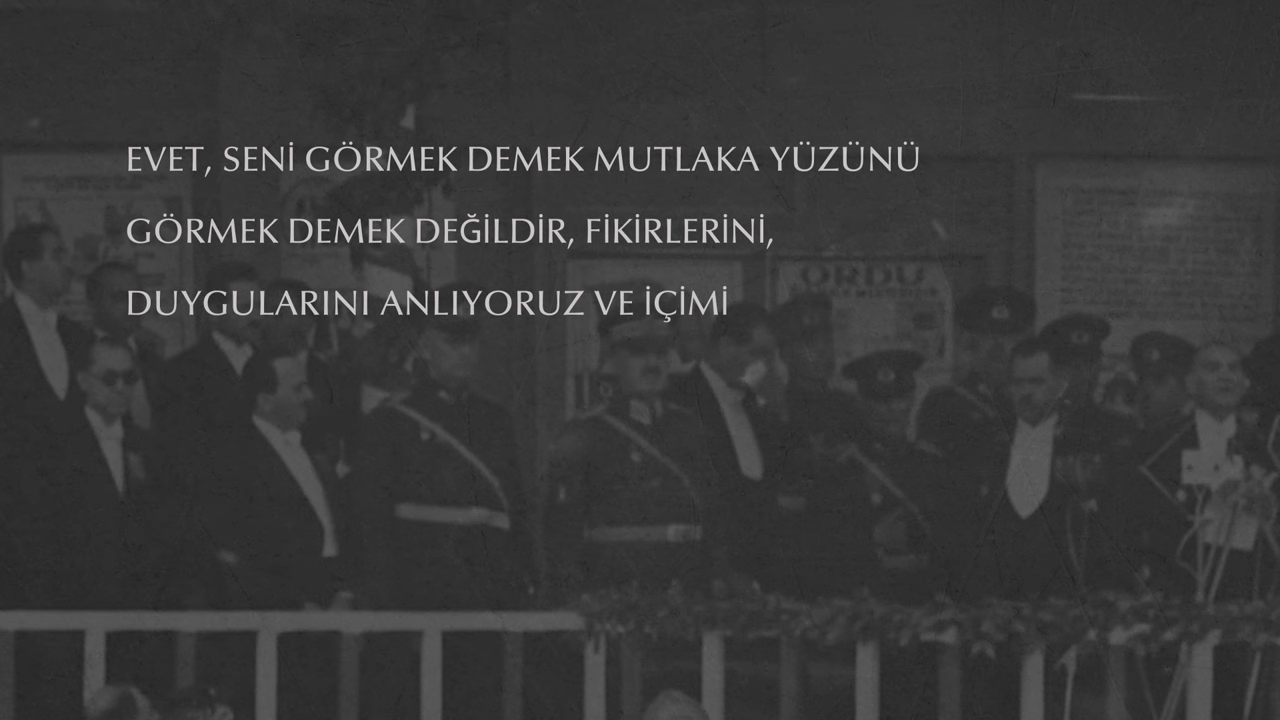 EVET, SENİ GÖRMEK DEMEK MUTLAKA YÜZÜNÜ
GÖRMEK DEMEK DEĞİLDİR, FİKİRLERİNİ,
DUYGULARINI ANLIYORUZ VE İÇİMİ
ORDU